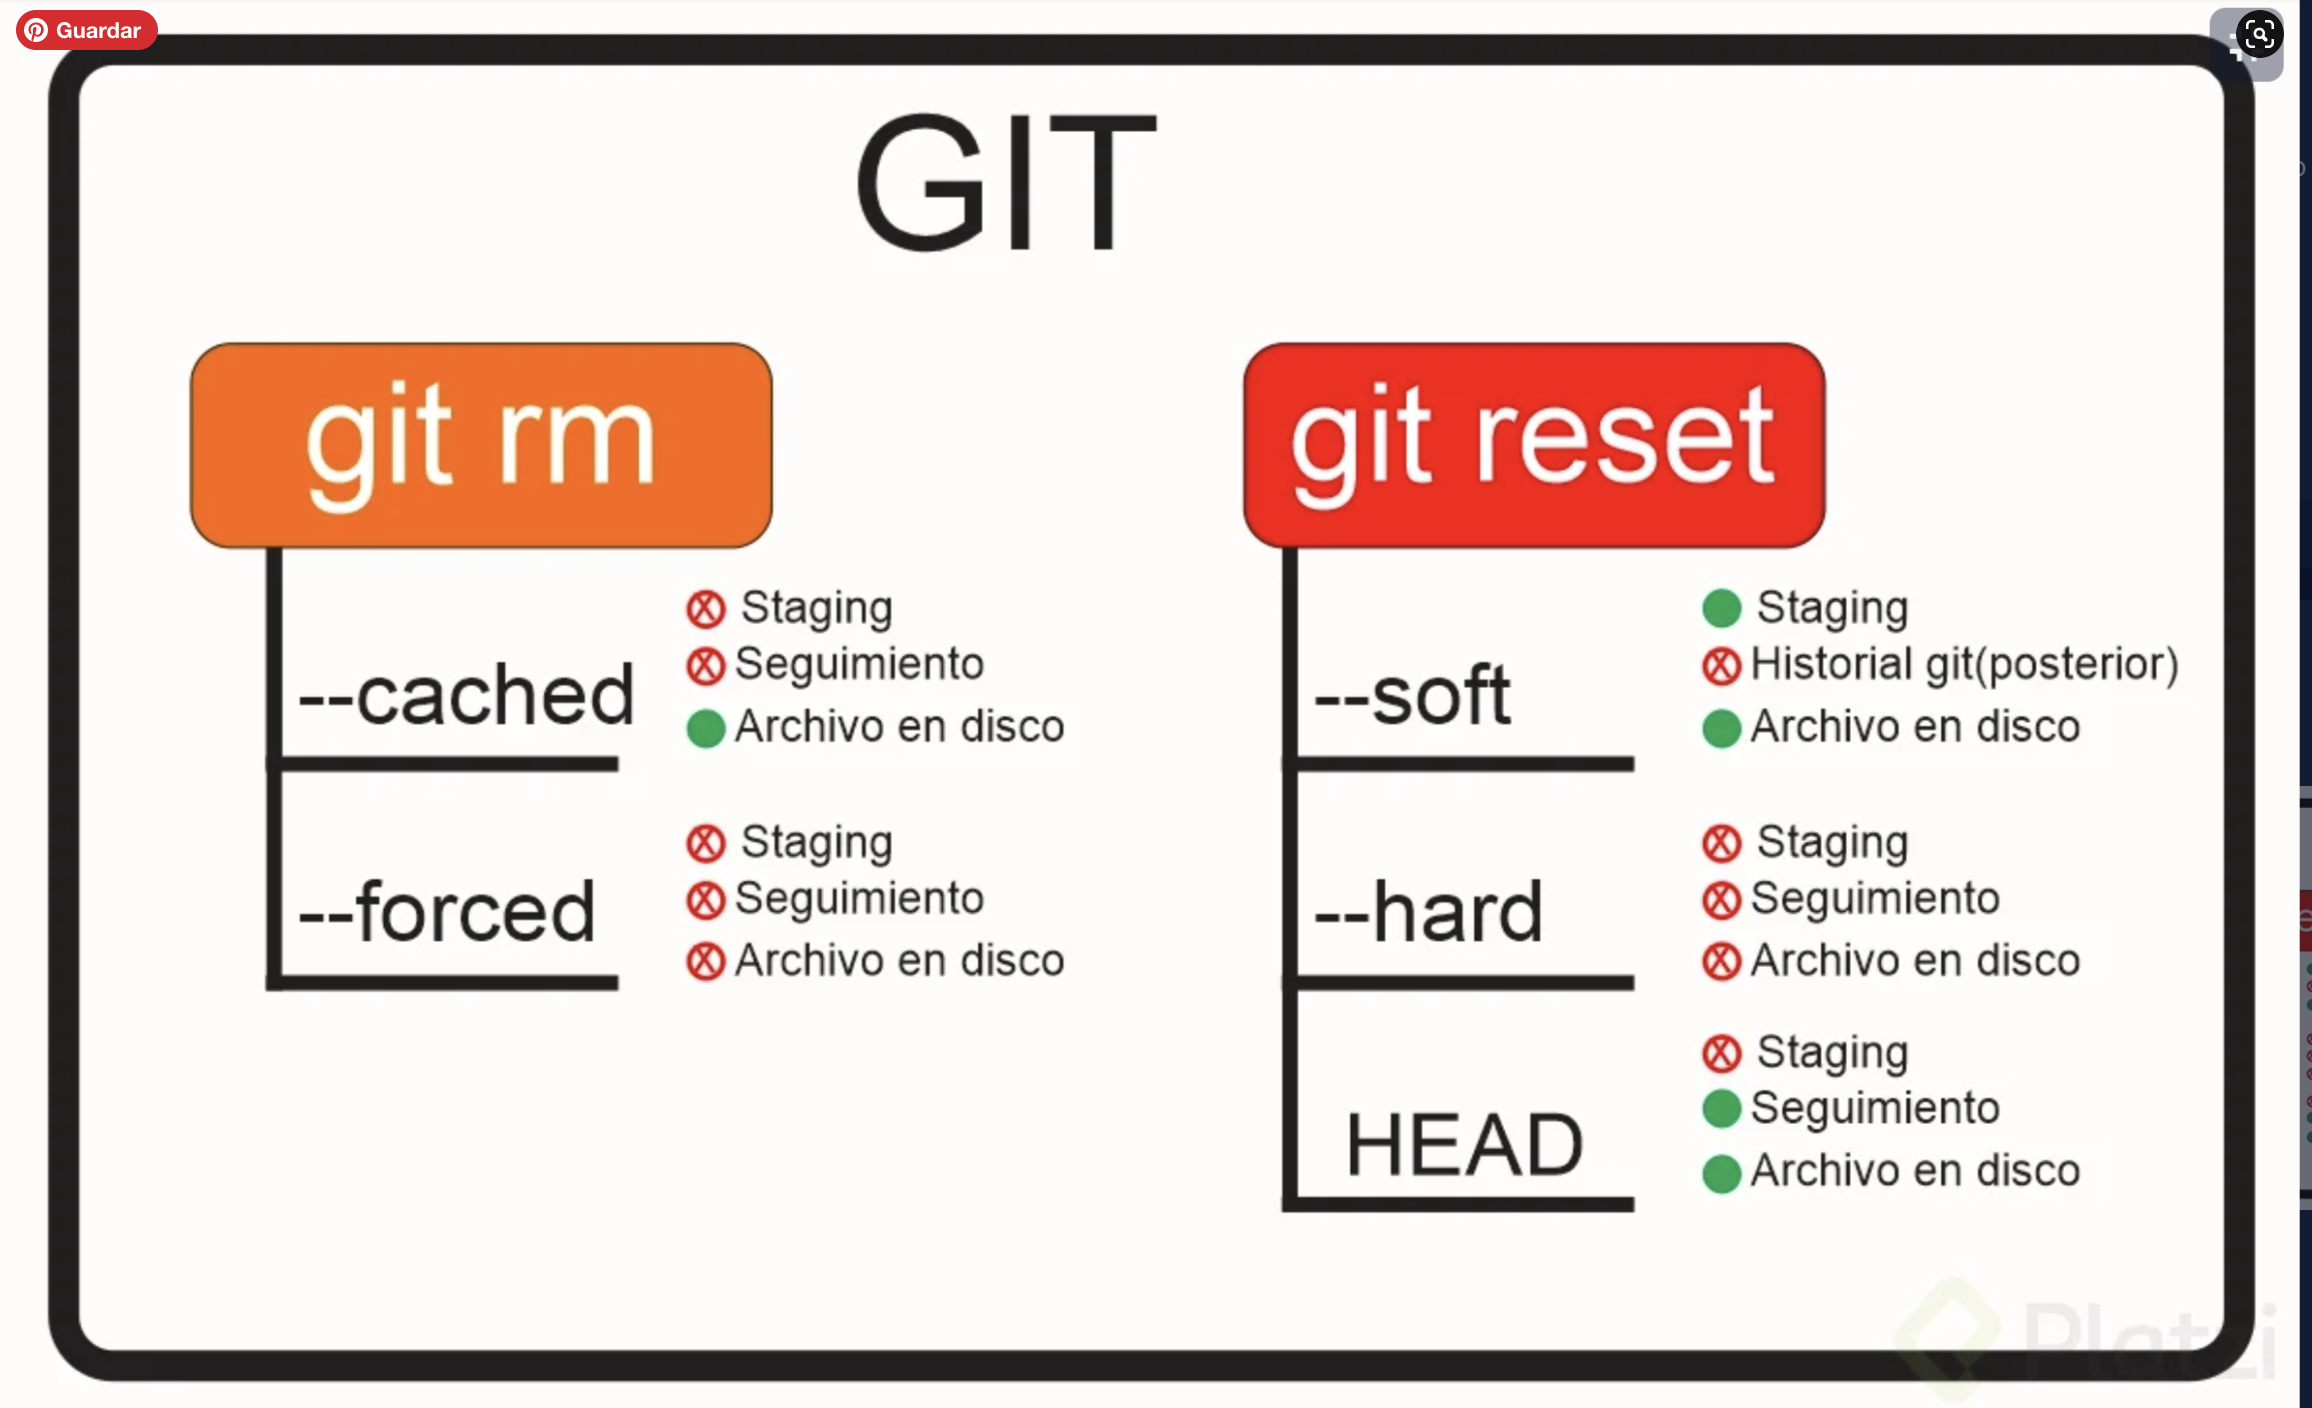 Guardar
GIT
git rm
--cached
Staging
Seguimiento
Archivo en disco
--forced
Staging
Seguimiento
Archivo en disco
git reset
--soft
Staging
Historial git(posterior)
Archivo en disco
--hard
Staging
Seguimiento
Archivo en disco
HEAD
Staging
Seguimiento
Archivo en disco
Platzi